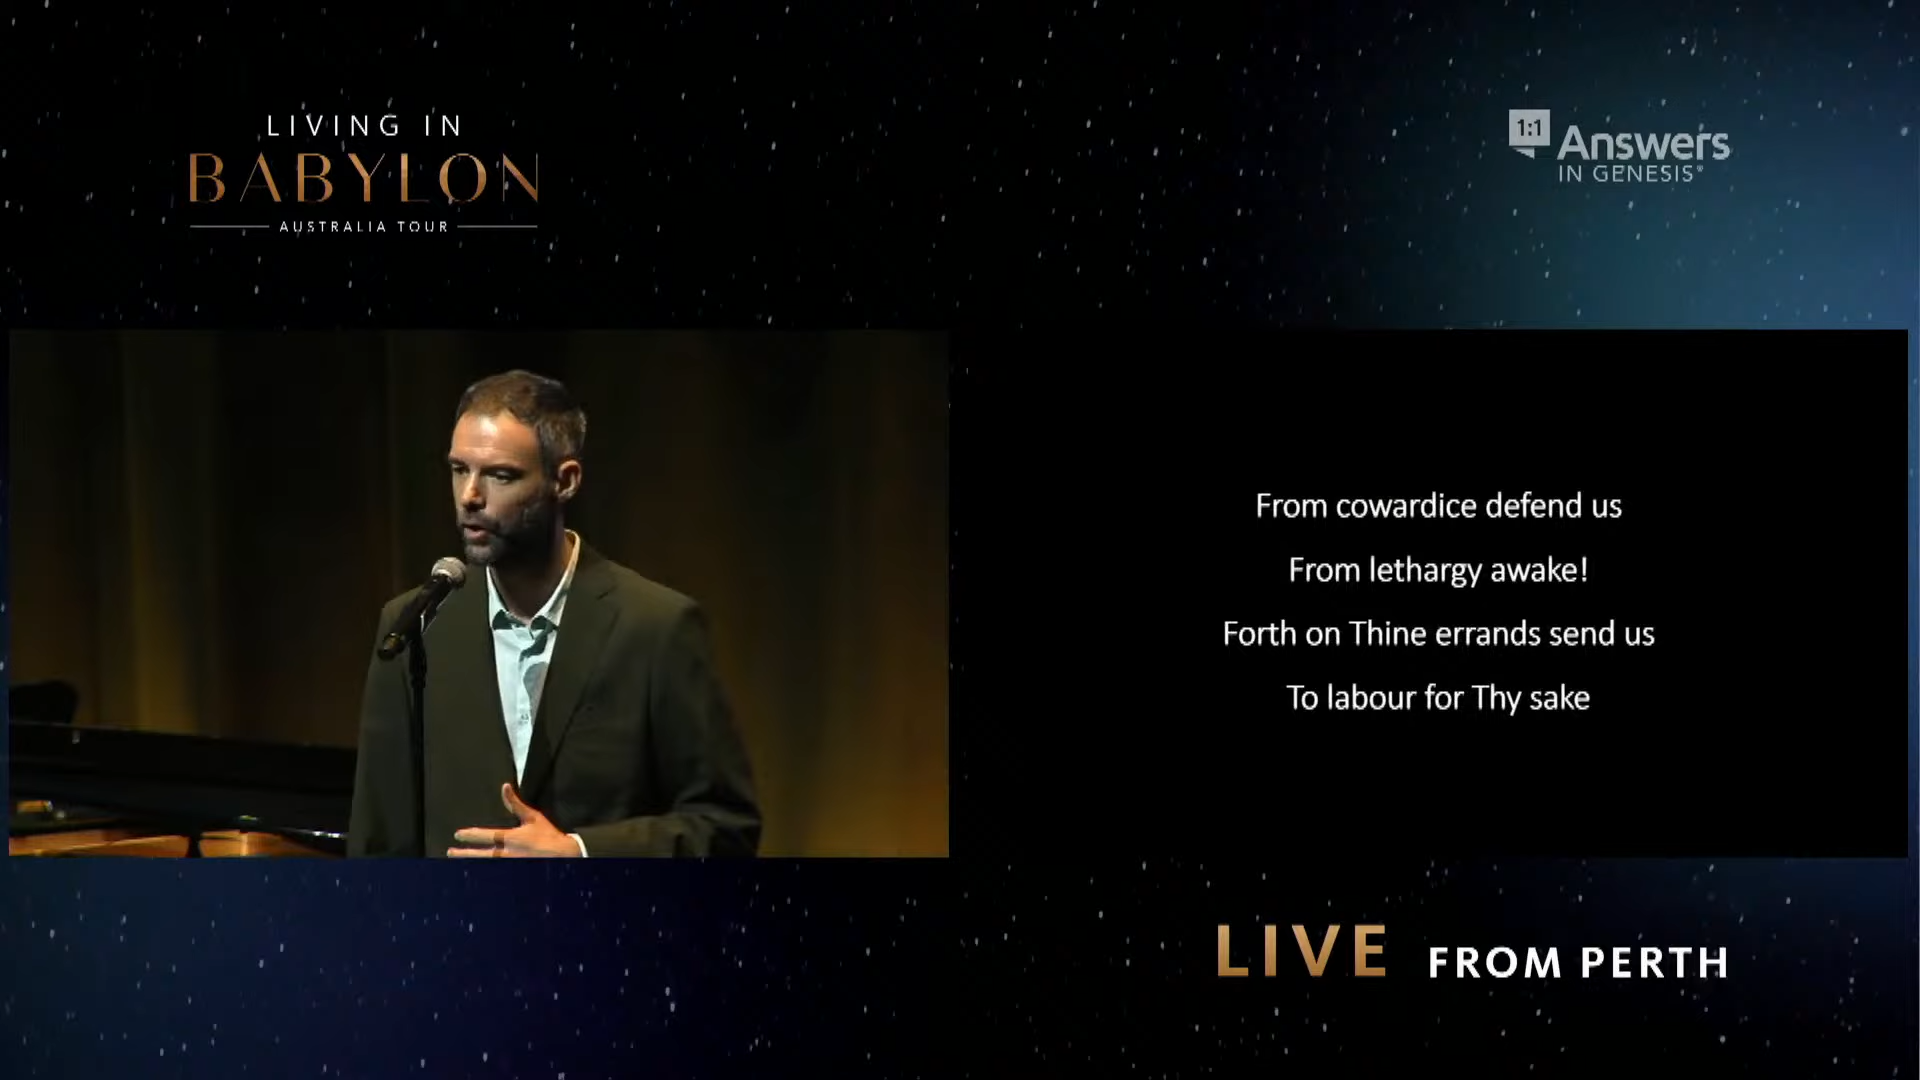 LIVING IN
BABYLON
AUSTRALIA TOUR
1:1
Answers
IN GENESIS®
From cowardice defend us
From lethargy awake!
Forth on Thine errands send us
To labour for Thy sake
LIVE FROM PERTH